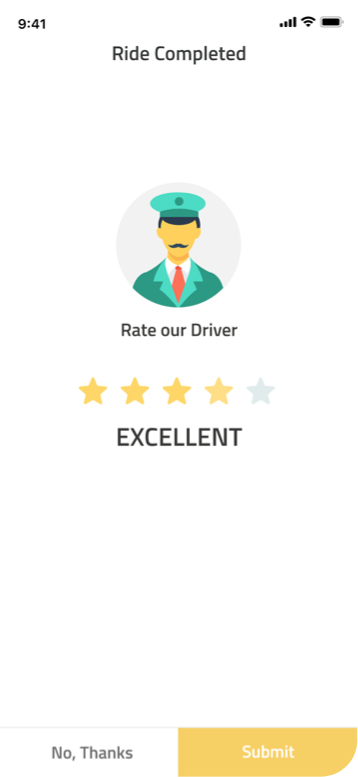 9:41
Ride Completed
Rate our Driver
EXCELLENT
No, Thanks
Submit